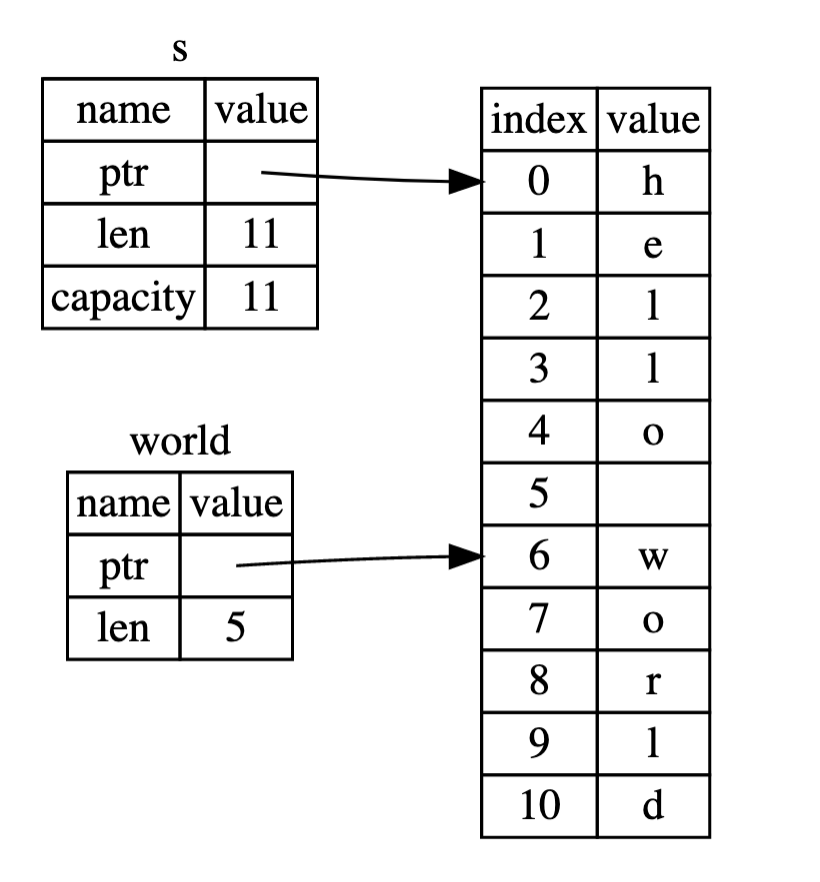 s
name value
ptr
len 11
capacity 11
world
name value
ptr
len 5
index value
0 h
1 e
2 l
3 l
4 o
5
6 w
7 o
8 r
9 l
10 d